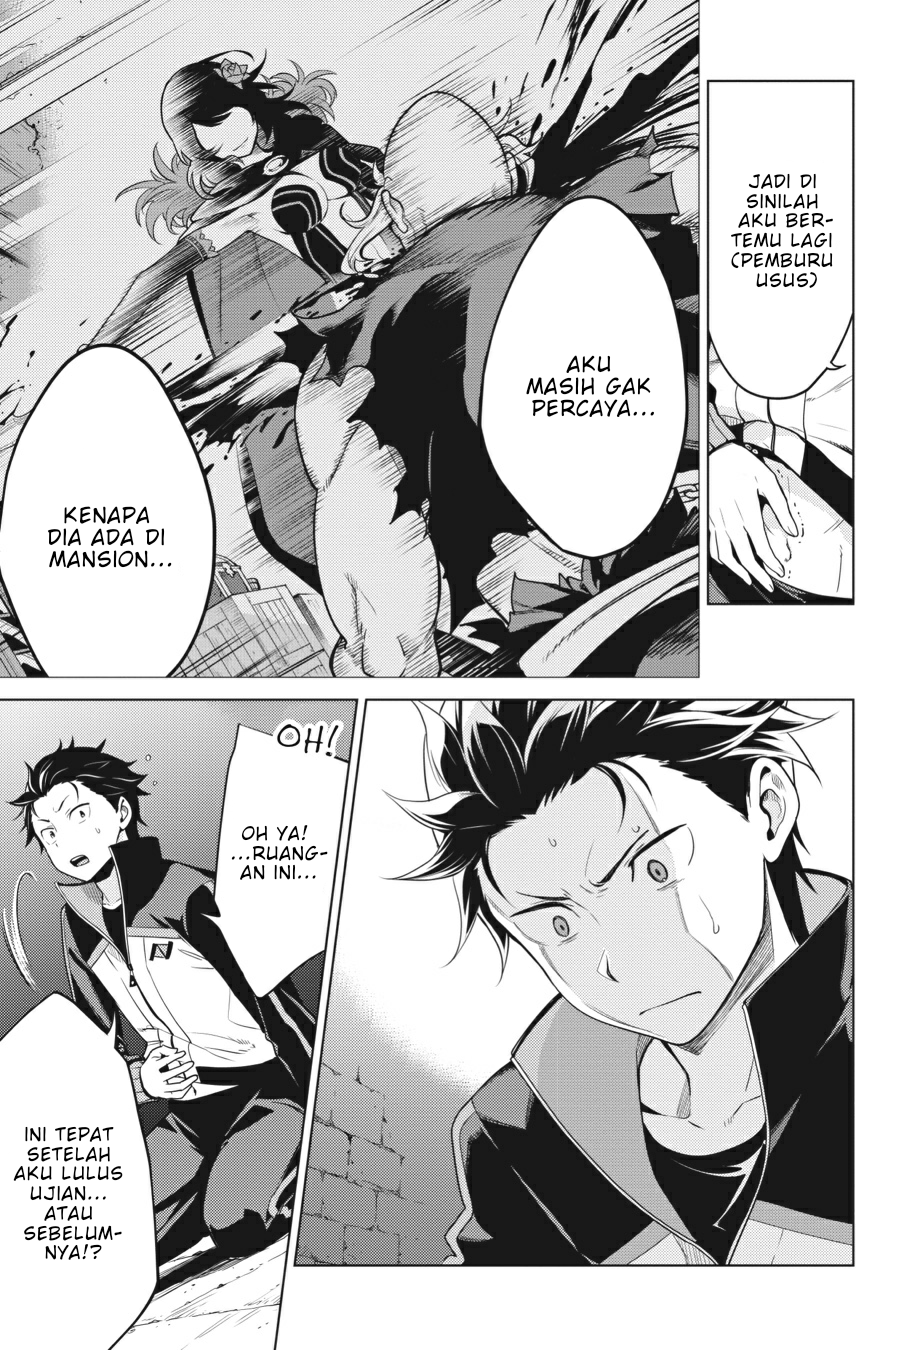 JADI DI
SINILAH
AKU BER-
TEMU LAGI
(PEMBURU
USUS)
AKU
MASIH GAK
PERCAYA...
KENAPA
DIA ADA DI
MANSION...
OH!
OH YA!
...RUANG-
AN INI...
INI TEPAT
SETELAH
AKU LULUS
UJIAN...
ATAU
SEBELUM-
NYA!?